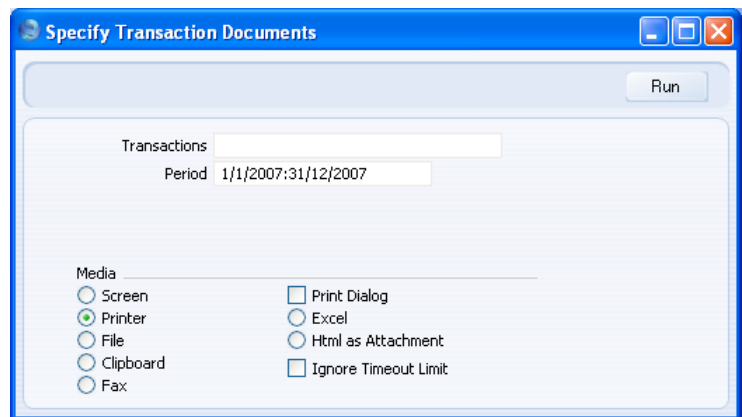 Specify Transaction Documents
Run
Transactions
Period 1/1/2007:31/12/2007
Media
Screen
Print Dialog
Printer
Excel
File
Html as Attachment
Clipboard
Ignore Timeout Limit
Fax